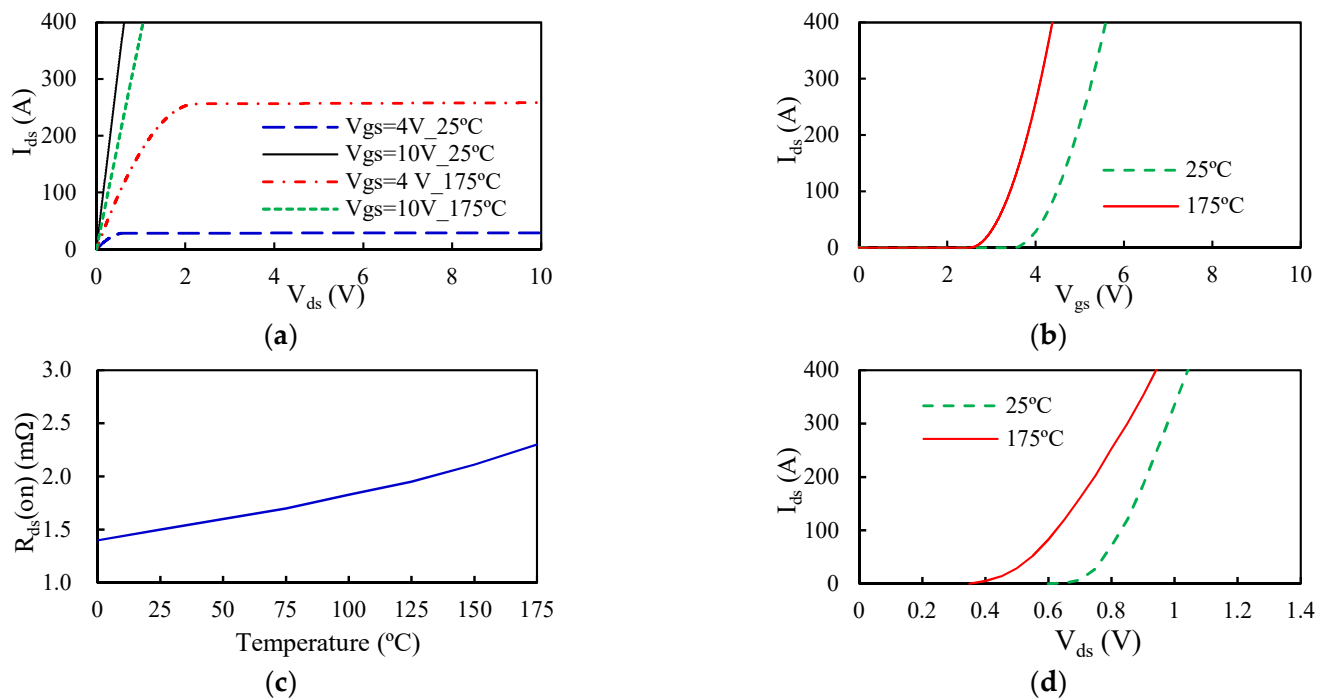 400
300
200
100
0
I_ds (A)
Vgs=4V_25ºC
Vgs=10V_25ºC
Vgs=4 V_175ºC
Vgs=10V_175ºC
0 2 4 6 8 10
V_ds (V)
(a)
400
300
200
100
0
I_ds (A)
25ºC
175ºC
0 2 4 6 8 10
V_gs (V)
(b)
3.0
2.5
2.0
1.5
1.0
R_ds(on) (mΩ)
0 25 50 75 100 125 150 175
Temperature (ºC)
(c)
400
300
200
100
0
I_ds (A)
25ºC
175ºC
0 0.2 0.4 0.6 0.8 1 1.2 1.4
V_ds (V)
(d)